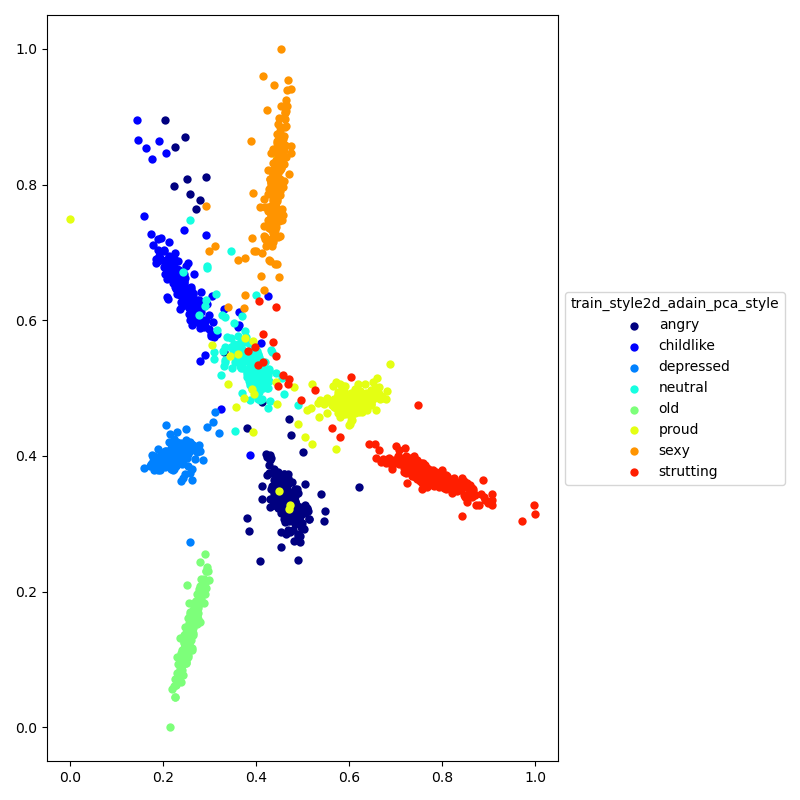 1.0
0.8
0.6
0.4
0.2
0.0
0.0 0.2 0.4 0.6 0.8 1.0
train_style2d_adain_pca_style
angry
childlike
depressed
neutral
old
proud
sexy
strutting